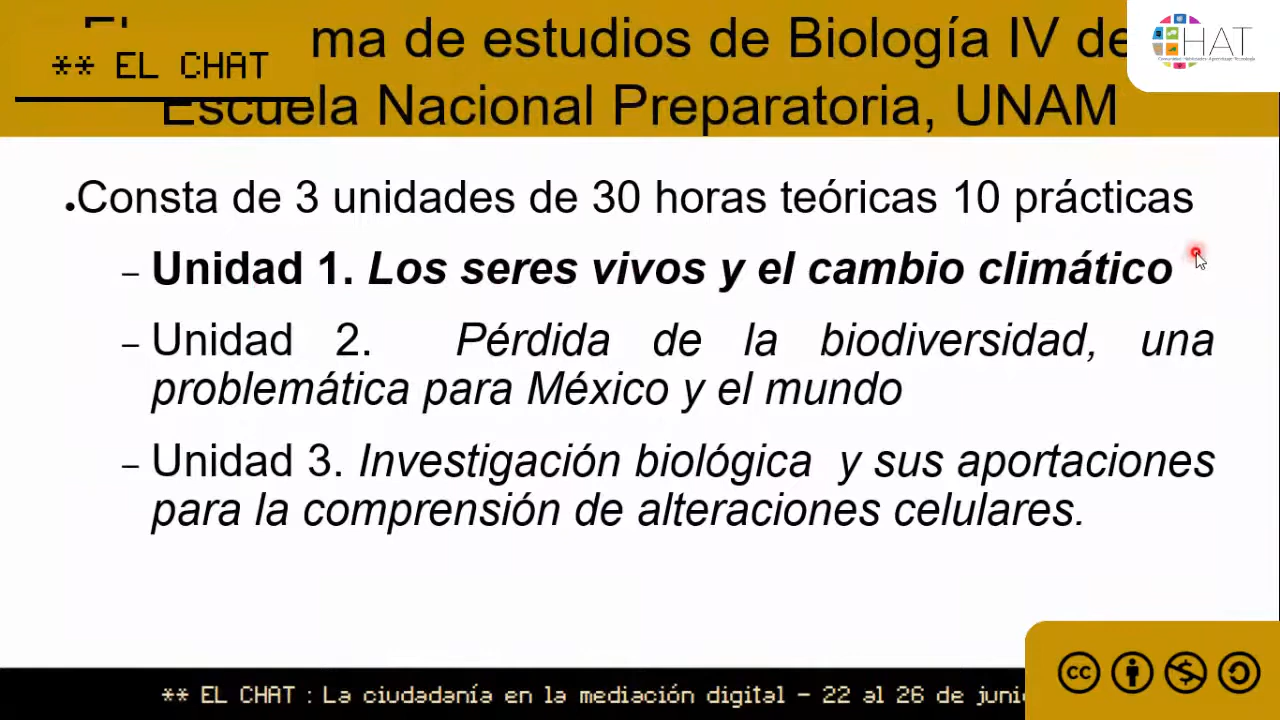 ma de estudios de Biología IV de
** EL CHAT
Escuela Nacional Preparatoria, UNAM
CHAT
•Consta de 3 unidades de 30 horas teóricas 10 prácticas
– Unidad 1. Los seres vivos y el cambio climático
– Unidad 2. Pérdida de la biodiversidad, una
problemática para México y el mundo
– Unidad 3. Investigación biológica y sus aportaciones
para la comprensión de alteraciones celulares.
** EL CHAT : La ciudadanía en la mediación digital – 22 al 26 de juni
cc